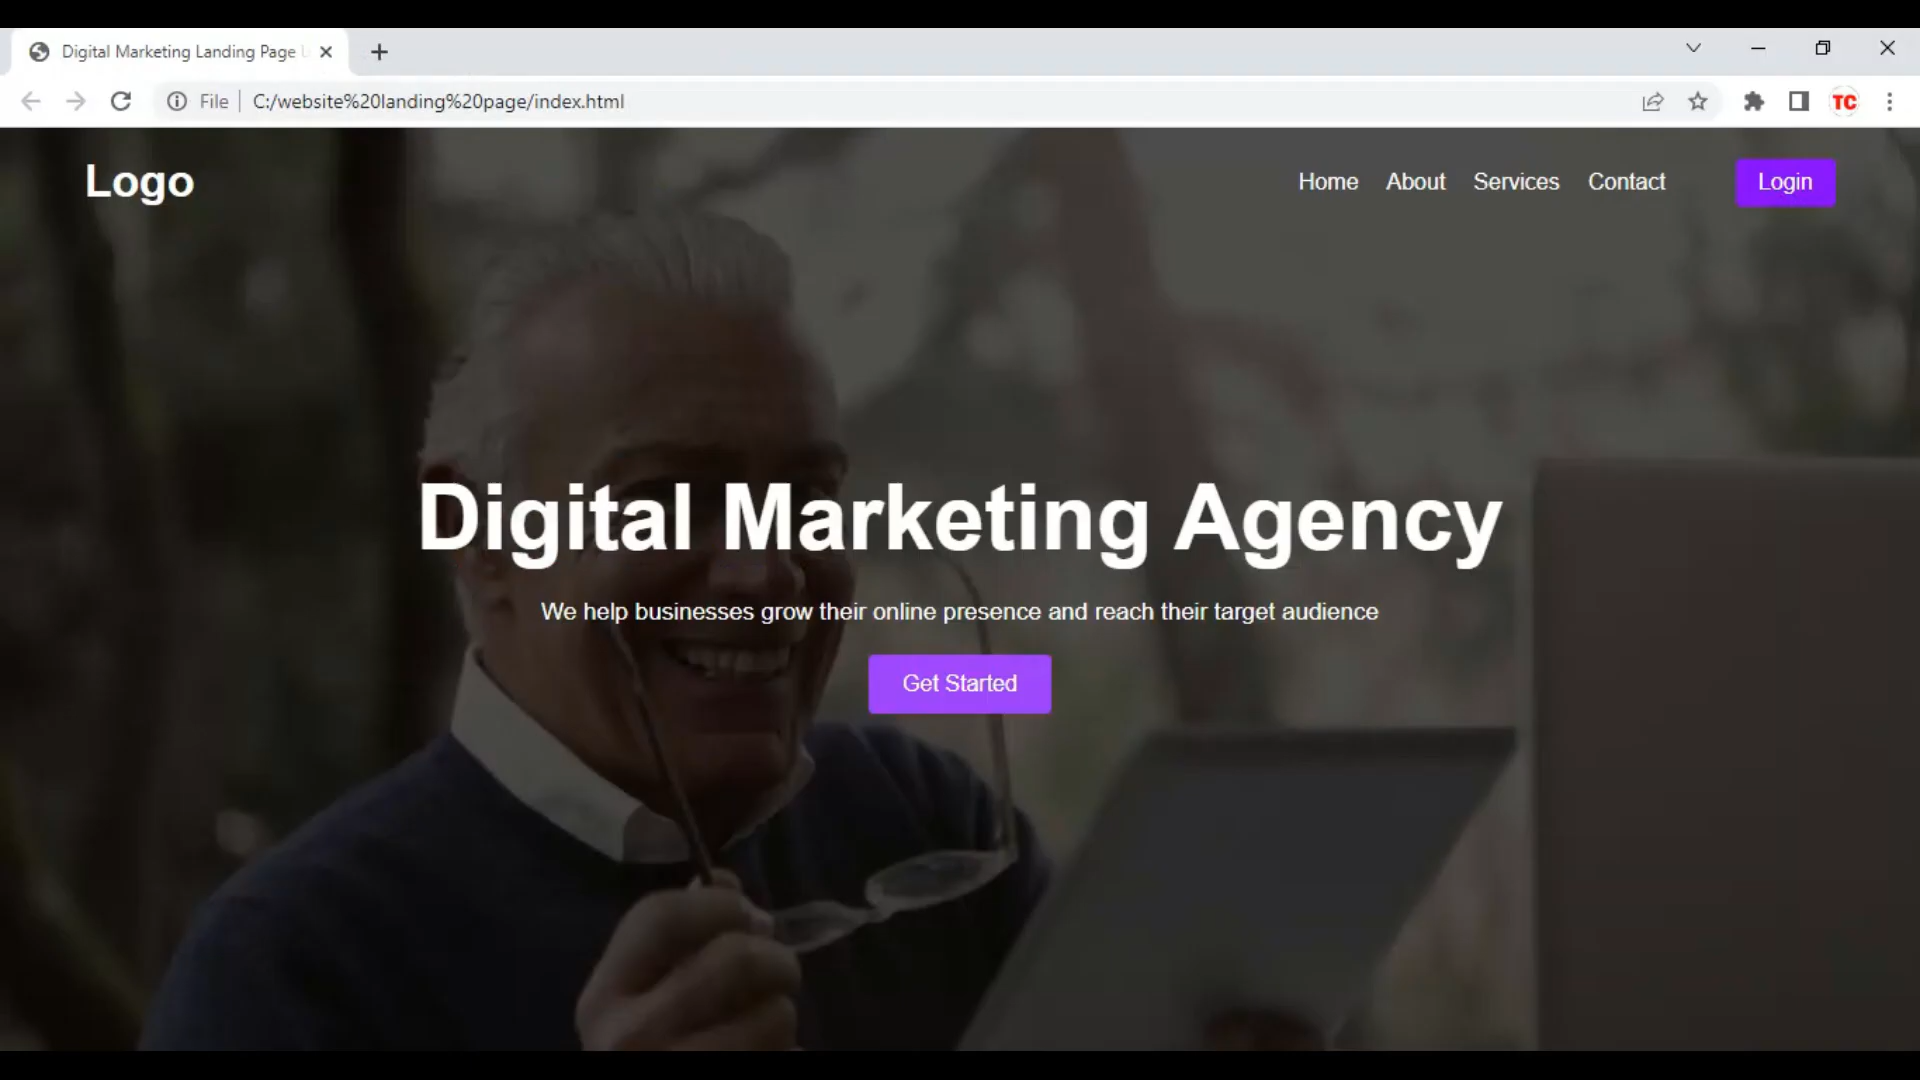 Digital Marketing Landing Page
File C:/website%20landing%20page/index.html
TC
Logo
Home About Services Contact Login
Digital Marketing Agency
We help businesses grow their online presence and reach their target audience
Get Started